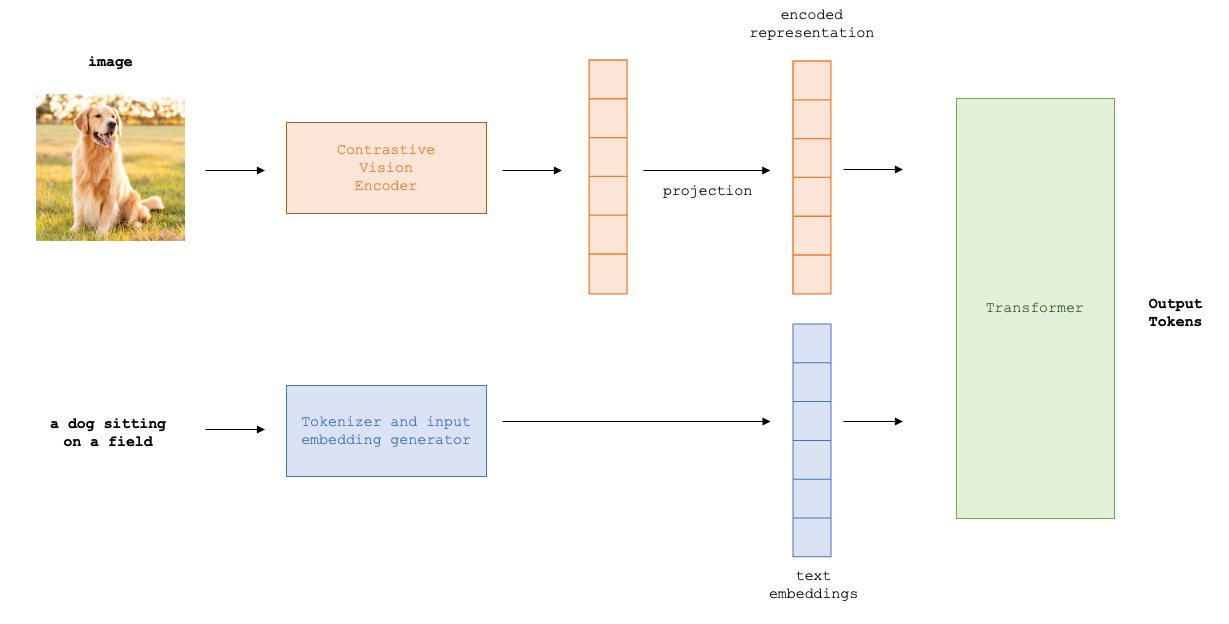 encoded
representation
image
Contrastive
Vision
Encoder
projection
Transformer
Output
Tokens
a dog sitting
on a field
Tokenizer and input
embedding generator
text
embeddings